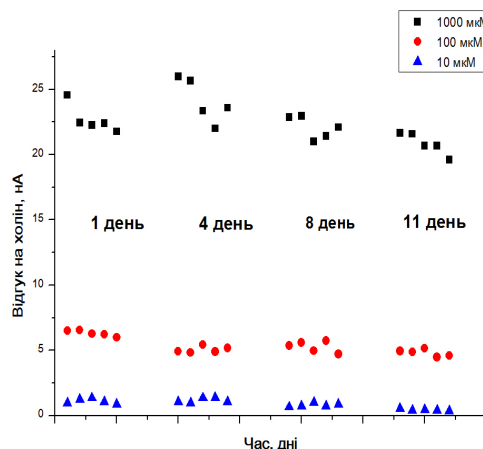 1000 мкМ
100 мкМ
10 мкМ
Відгук на холін, нА
25
20
15
10
5
0
1 день
4 день
8 день
11 день
Час, дні